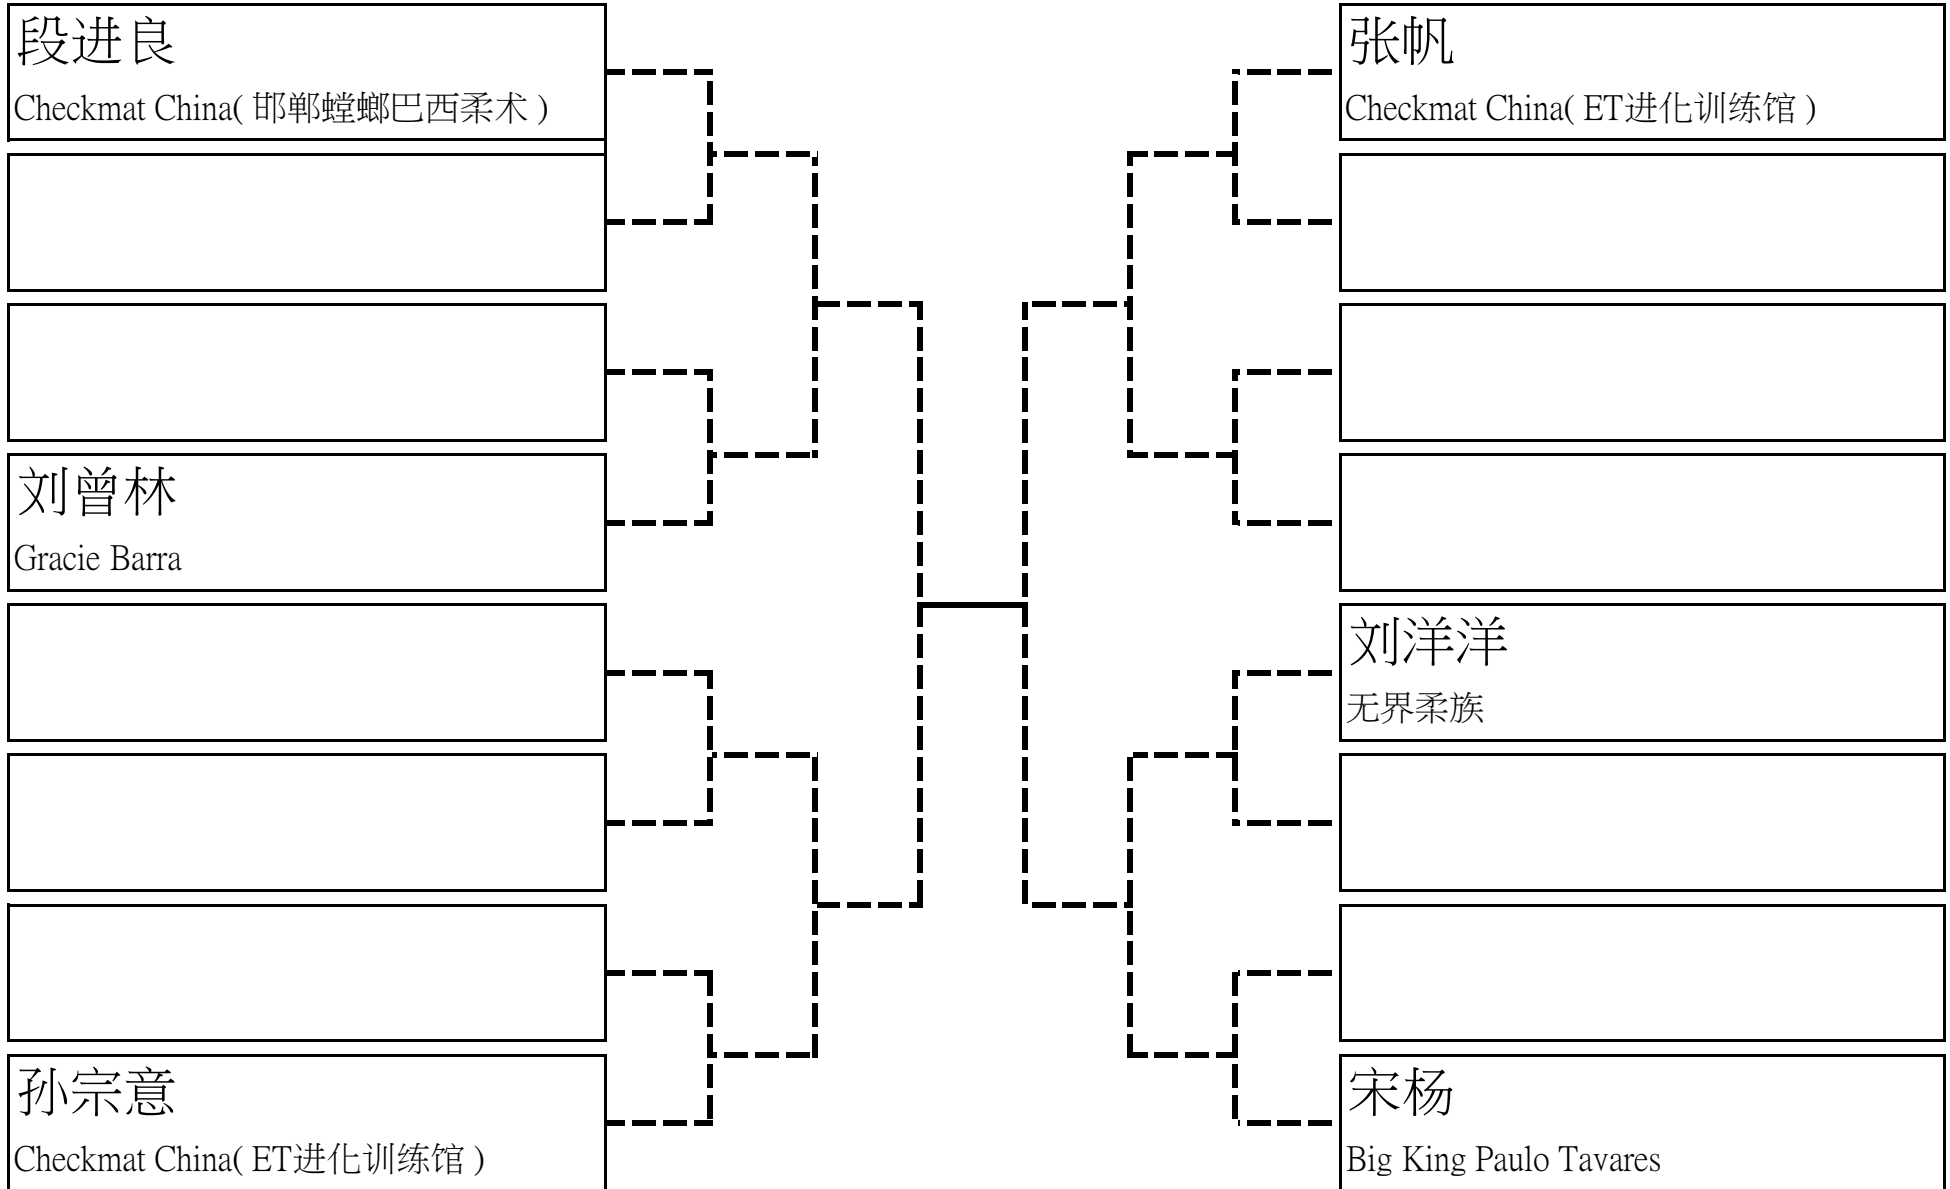 段进良
Checkmat China( 邯郸螳螂巴西柔术 )
刘曾林
Gracie Barra
孙宗意
Checkmat China( ET进化训练馆 )
张帆
Checkmat China( ET进化训练馆 )
刘洋洋
无界柔族
宋杨
Big King Paulo Tavares